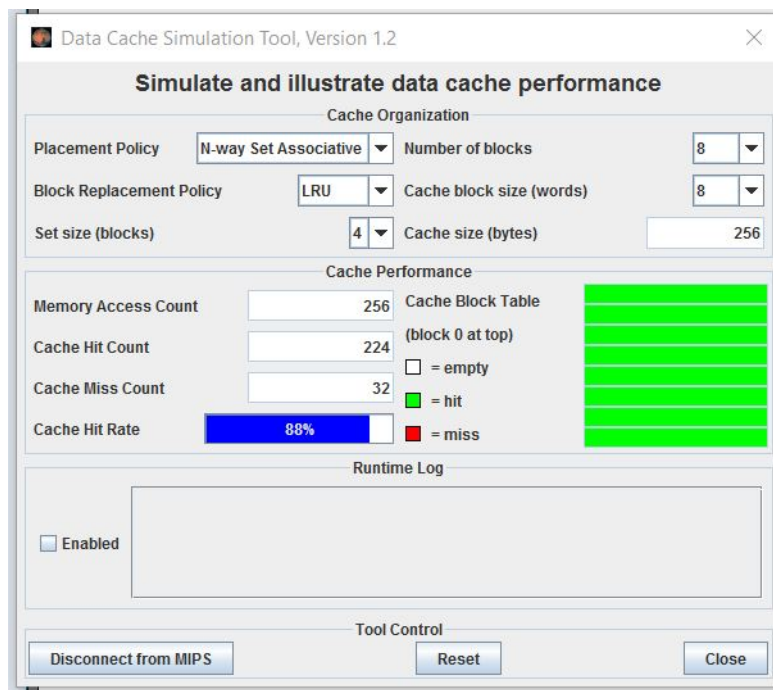 Data Cache Simulation Tool, Version 1.2
Simulate and illustrate data cache performance
Cache Organization
Placement Policy N-way Set Associative Number of blocks 8
Block Replacement Policy LRU Cache block size (words) 8
Set size (blocks) 4 Cache size (bytes) 256
Cache Performance
Memory Access Count 256 Cache Block Table
(block 0 at top)
Cache Hit Count 224
= empty
Cache Miss Count 32
= hit
Cache Hit Rate 88% = miss
Runtime Log
Enabled
Tool Control
Disconnect from MIPS Reset Close